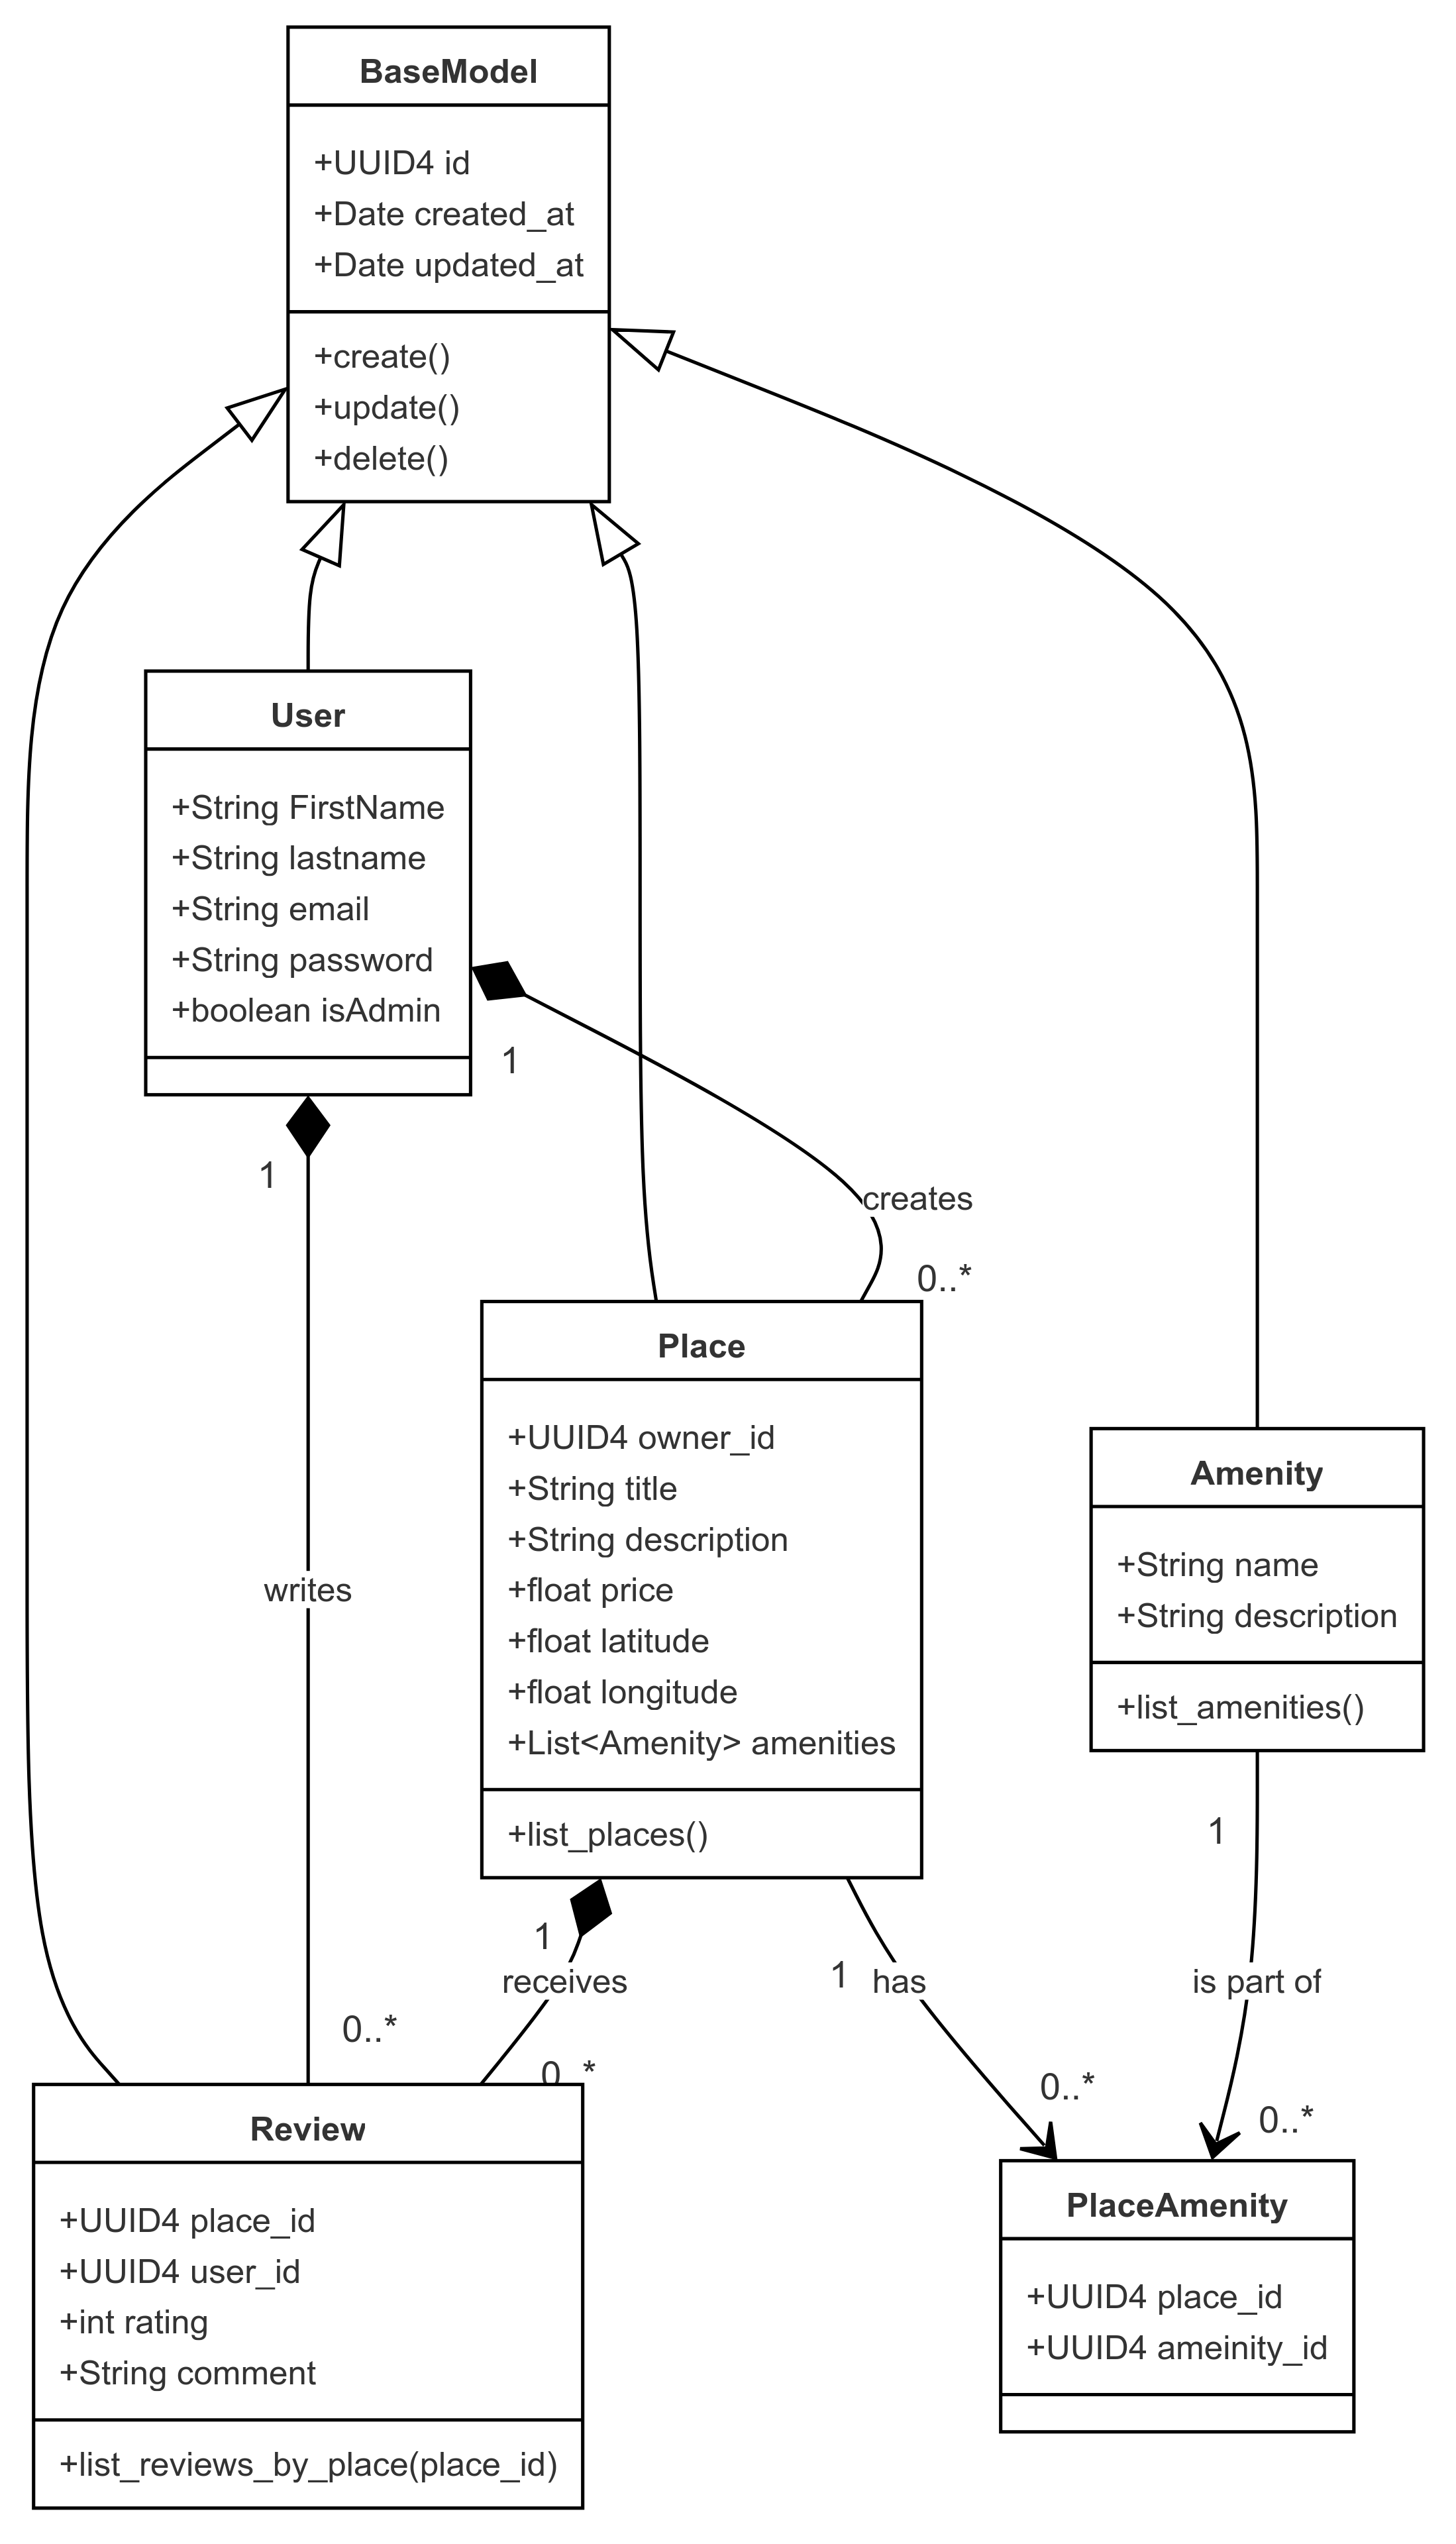 BaseModel
+UUID4 id
+Date created_at
+Date updated_at
+create()
+update()
+delete()
User
+String FirstName
+String lastname
+String email
+String password
+boolean isAdmin
1
1
creates
0..*
Place
+UUID4 owner_id
+String title
+String description
+float price
+float latitude
+float longitude
+List<Amenity> amenities
+list_places()
Amenity
+String name
+String description
+list_amenities()
writes
1
1
receives
1
has
is part of
0..*
0..*
0..*
0..*
Review
+UUID4 place_id
+UUID4 user_id
+int rating
+String comment
+list_reviews_by_place(place_id)
PlaceAmenity
+UUID4 place_id
+UUID4 ameinity_id